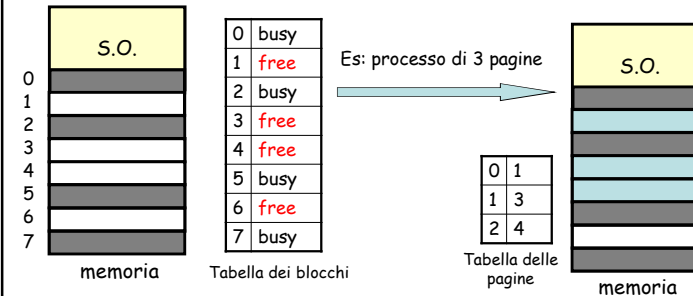 S.O.
0
1
2
3
4
5
6
7
memoria
0 busy
1 free
2 busy
3 free
4 free
5 busy
6 free
7 busy
Tabella dei blocchi
Es: processo di 3 pagine
0 1
1 3
2 4
Tabella delle
pagine
S.O.
memoria